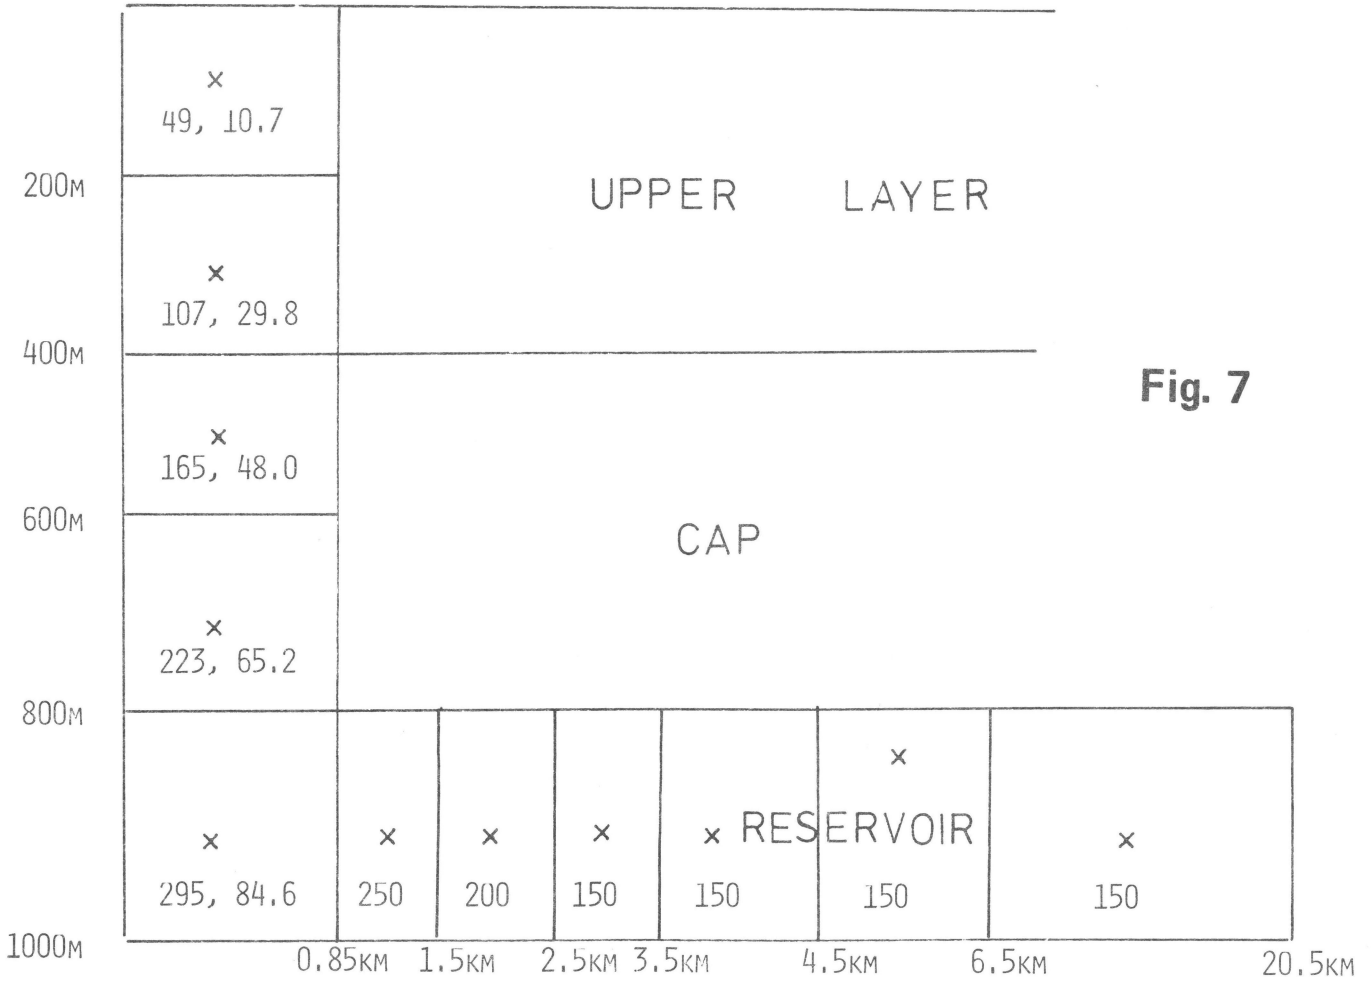 49, 10.7
200M
UPPER LAYER
107, 29.8
400M
Fig. 7
165, 48.0
600M
CAP
223, 65.2
800M
RESERVOIR
295, 84.6 250 200 150 150 150 150
1000M
0.85KM 1.5KM 2.5KM 3.5KM 4.5KM 6.5KM 20.5KM